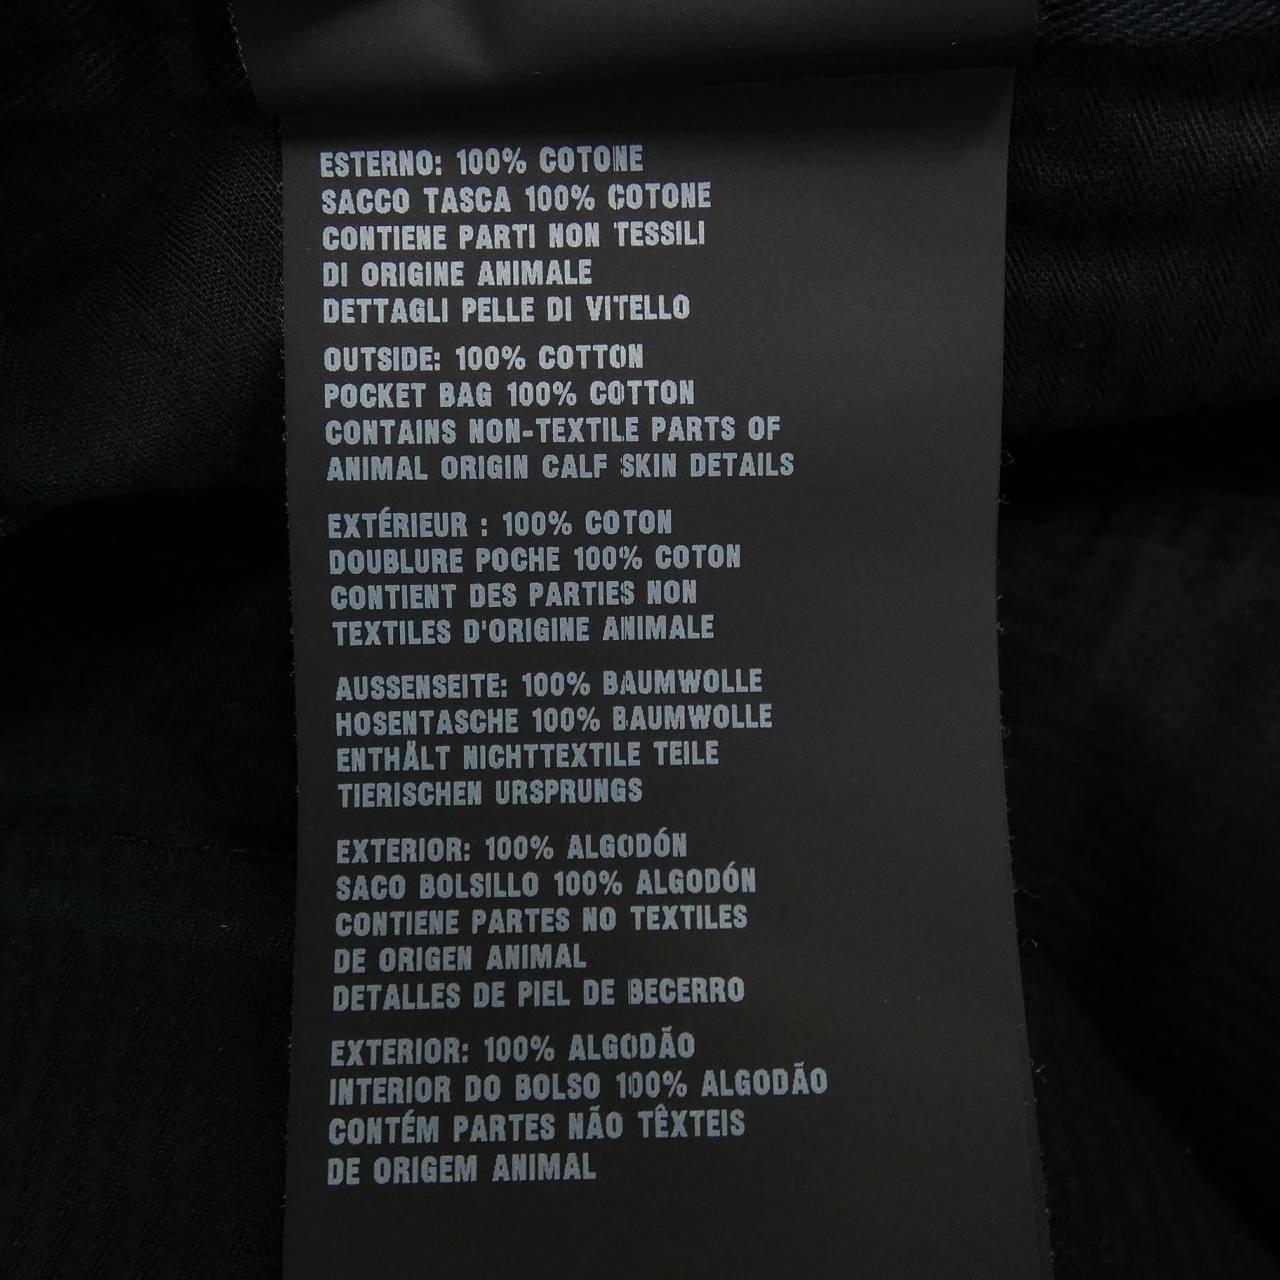 ESTERNO: 100% COTONE
SACCO TASCA 100% COTONE
CONTIENE PARTI NON TESSILI
DI ORIGINE ANIMALE
DETTAGLI PELLE DI VITELLO
OUTSIDE: 100% COTTON
POCKET BAG 100% COTTON
CONTAINS NON-TEXTILE PARTS OF
ANIMAL ORIGIN CALF SKIN DETAILS
EXTÉRIEUR : 100% COTON
DOUBLURE POCHE 100% COTON
CONTIENT DES PARTIES NON
TEXTILES D'ORIGINE ANIMALE
AUSSENSEITE: 100% BAUMWOLLE
HOSENTASCHE 100% BAUMWOLLE
ENTHÄLT NICHTTEXTILE TEILE
TIERISCHEN URSPRUNGS
EXTERIOR: 100% ALGODÓN
SACO BOLSILLO 100% ALGODÓN
CONTIENE PARTES NO TEXTILES
DE ORIGEN ANIMAL
DETALLES DE PIEL DE BECERRO
EXTERIOR: 100% ALGODÃO
INTERIOR DO BOLSO 100% ALGODÃO
CONTÉM PARTES NÃO TÊXTEIS
DE ORIGEM ANIMAL